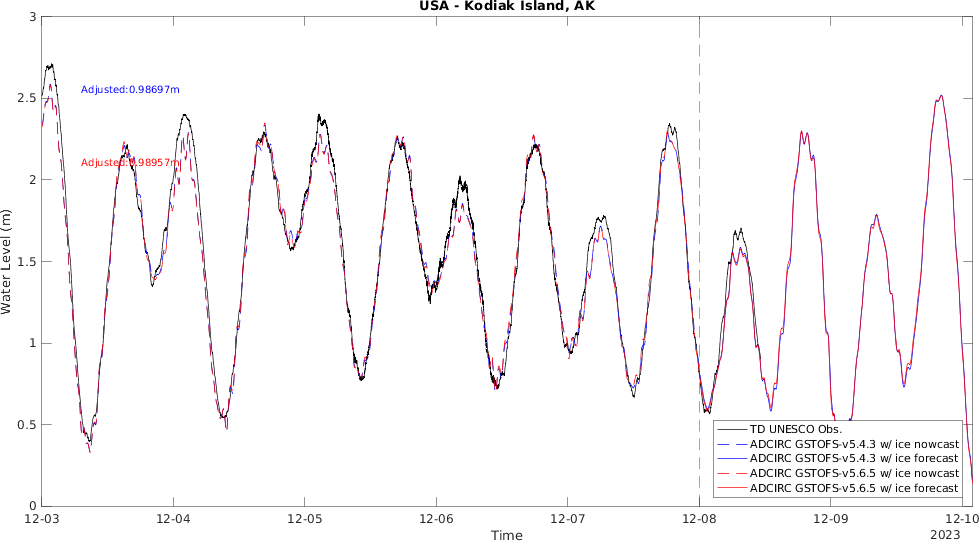 USA - Kodiak Island, AK
3
2.5
2
1.5
1
0.5
0
Water Level (m)
Adjusted:0.98697m
Adjusted:0.98957m
TD UNESCO Obs.
ADCIRC GSTOFS-v5.4.3 w/ ice nowcast
ADCIRC GSTOFS-v5.4.3 w/ ice forecast
ADCIRC GSTOFS-v5.6.5 w/ ice nowcast
ADCIRC GSTOFS-v5.6.5 w/ ice forecast
12-03 12-04 12-05 12-06 12-07 12-08 12-09 12-10
Time
2023